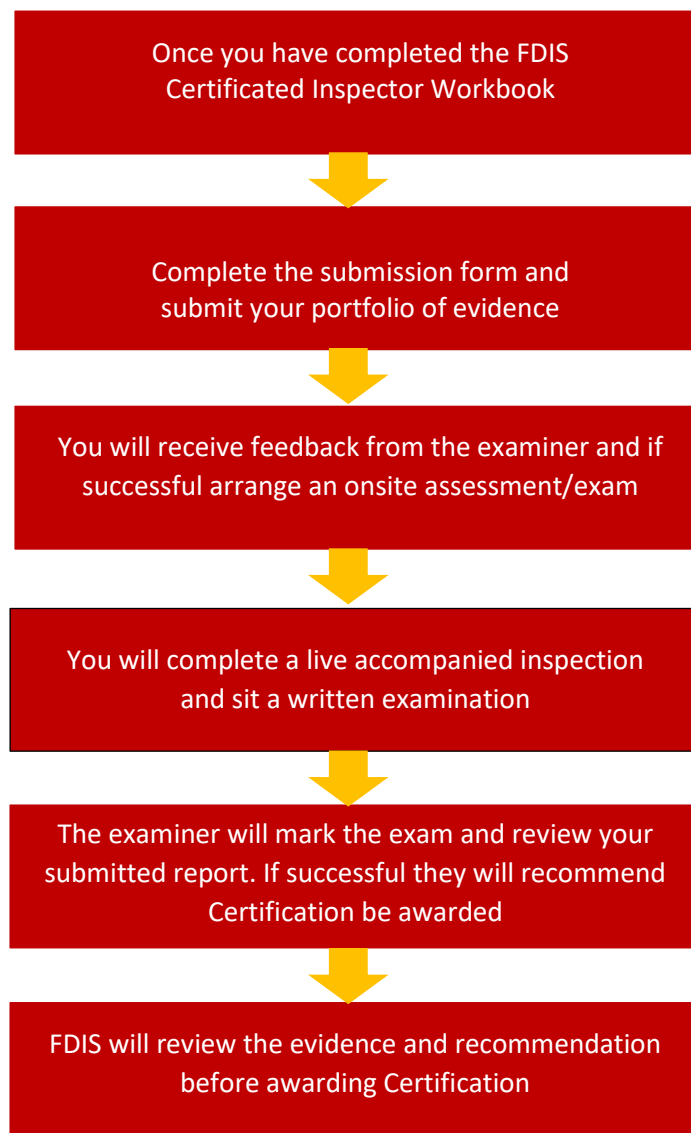 Once you have completed the FDIS
Certificated Inspector Workbook
Complete the submission form and
submit your portfolio of evidence
You will receive feedback from the examiner and if
successful arrange an onsite assessment/exam
You will complete a live accompanied inspection
and sit a written examination
The examiner will mark the exam and review your
submitted report. If successful they will recommend
Certification be awarded
FDIS will review the evidence and recommendation
before awarding Certification